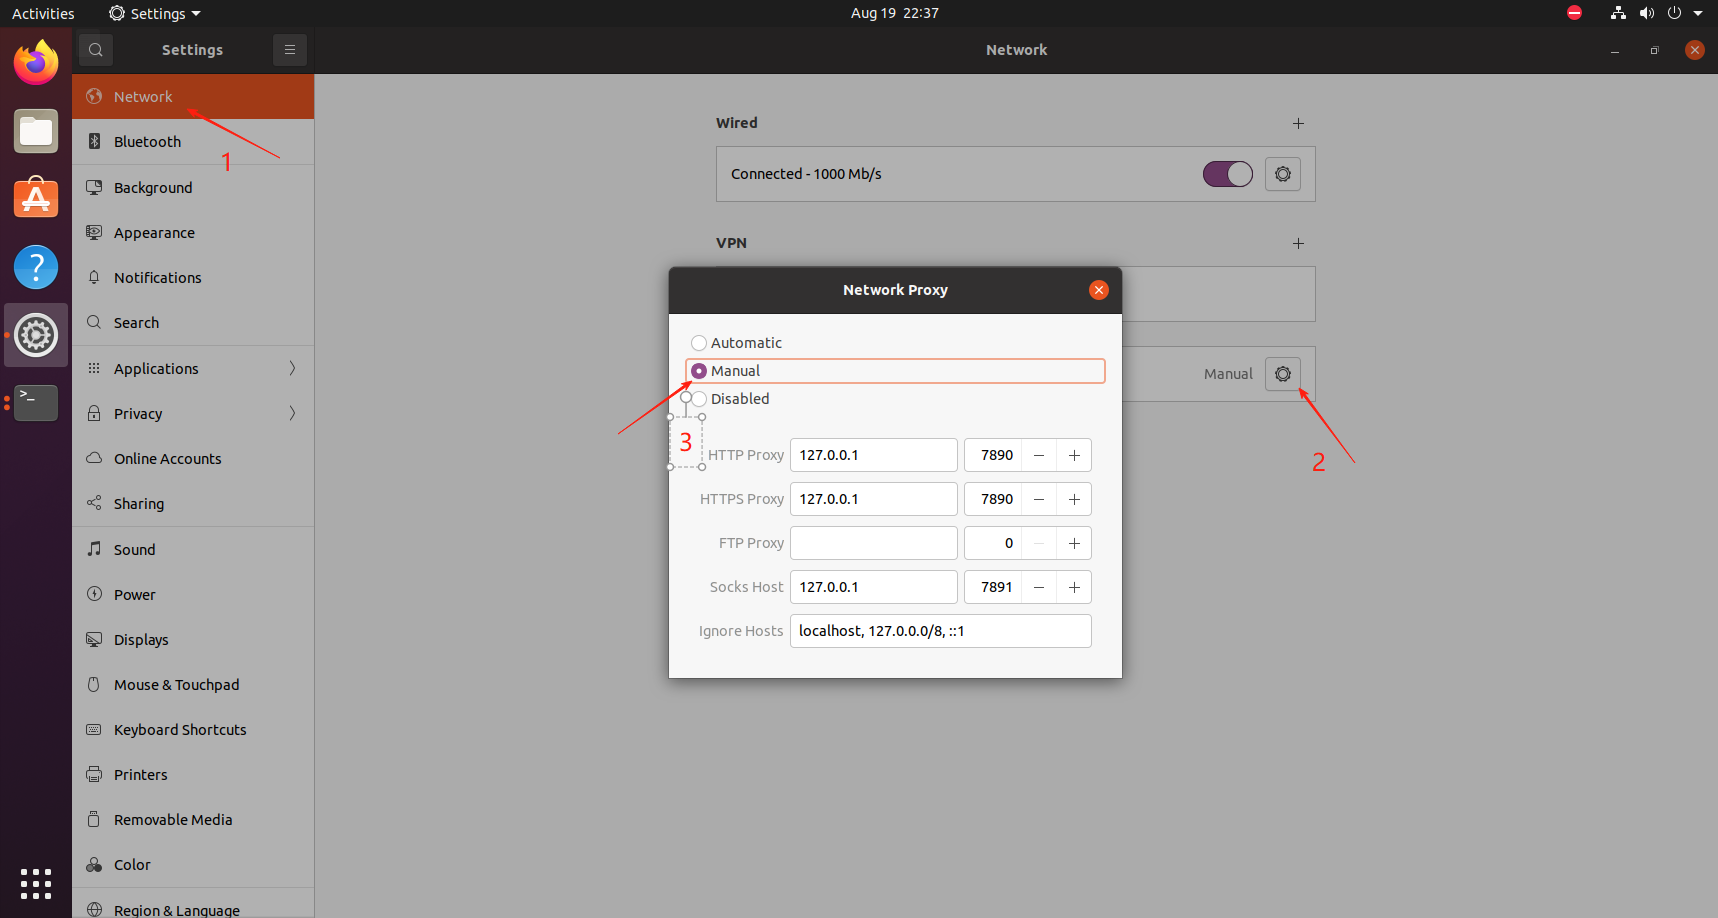 Activities Settings Aug 19 22:37
Settings Network
Network
1
Bluetooth
Background
Appearance
Notifications
Search
Applications
Privacy
Online Accounts
Sharing
Sound
Power
Displays
Mouse & Touchpad
Keyboard Shortcuts
Printers
Removable Media
Color
Region & Language
Wired
Connected - 1000 Mb/s
VPN
Manual
2
Network Proxy
Automatic
Manual
Disabled
3
HTTP Proxy 127.0.0.1 7890 − +
HTTPS Proxy 127.0.0.1 7890 − +
FTP Proxy 0 − +
Socks Host 127.0.0.1 7891 − +
Ignore Hosts localhost, 127.0.0.0/8, ::1